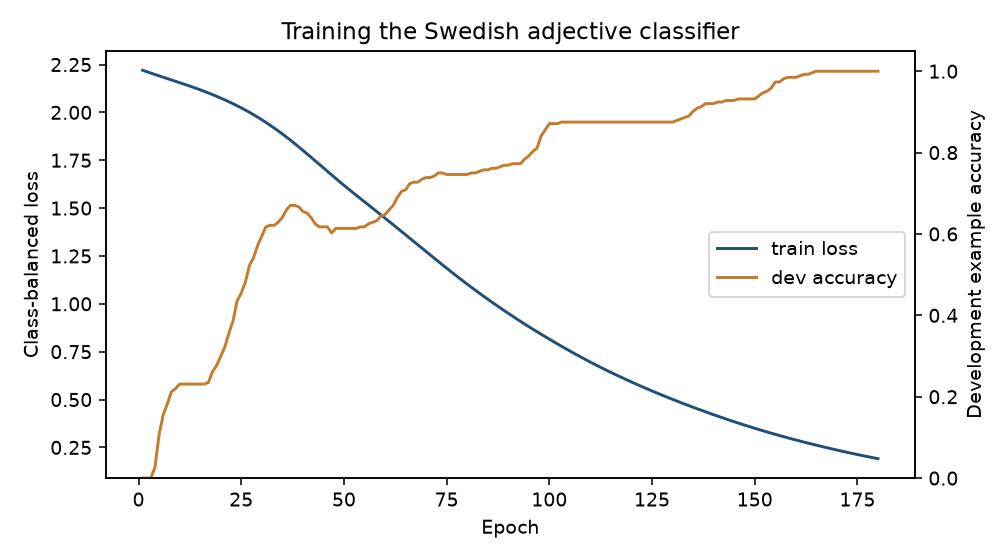 Training the Swedish adjective classifier
Class-balanced loss
2.25
2.00
1.75
1.50
1.25
1.00
0.75
0.50
0.25
1.0
0.8
0.6
0.4
0.2
0.0
Development example accuracy
train loss
dev accuracy
0 25 50 75 100 125 150 175
Epoch